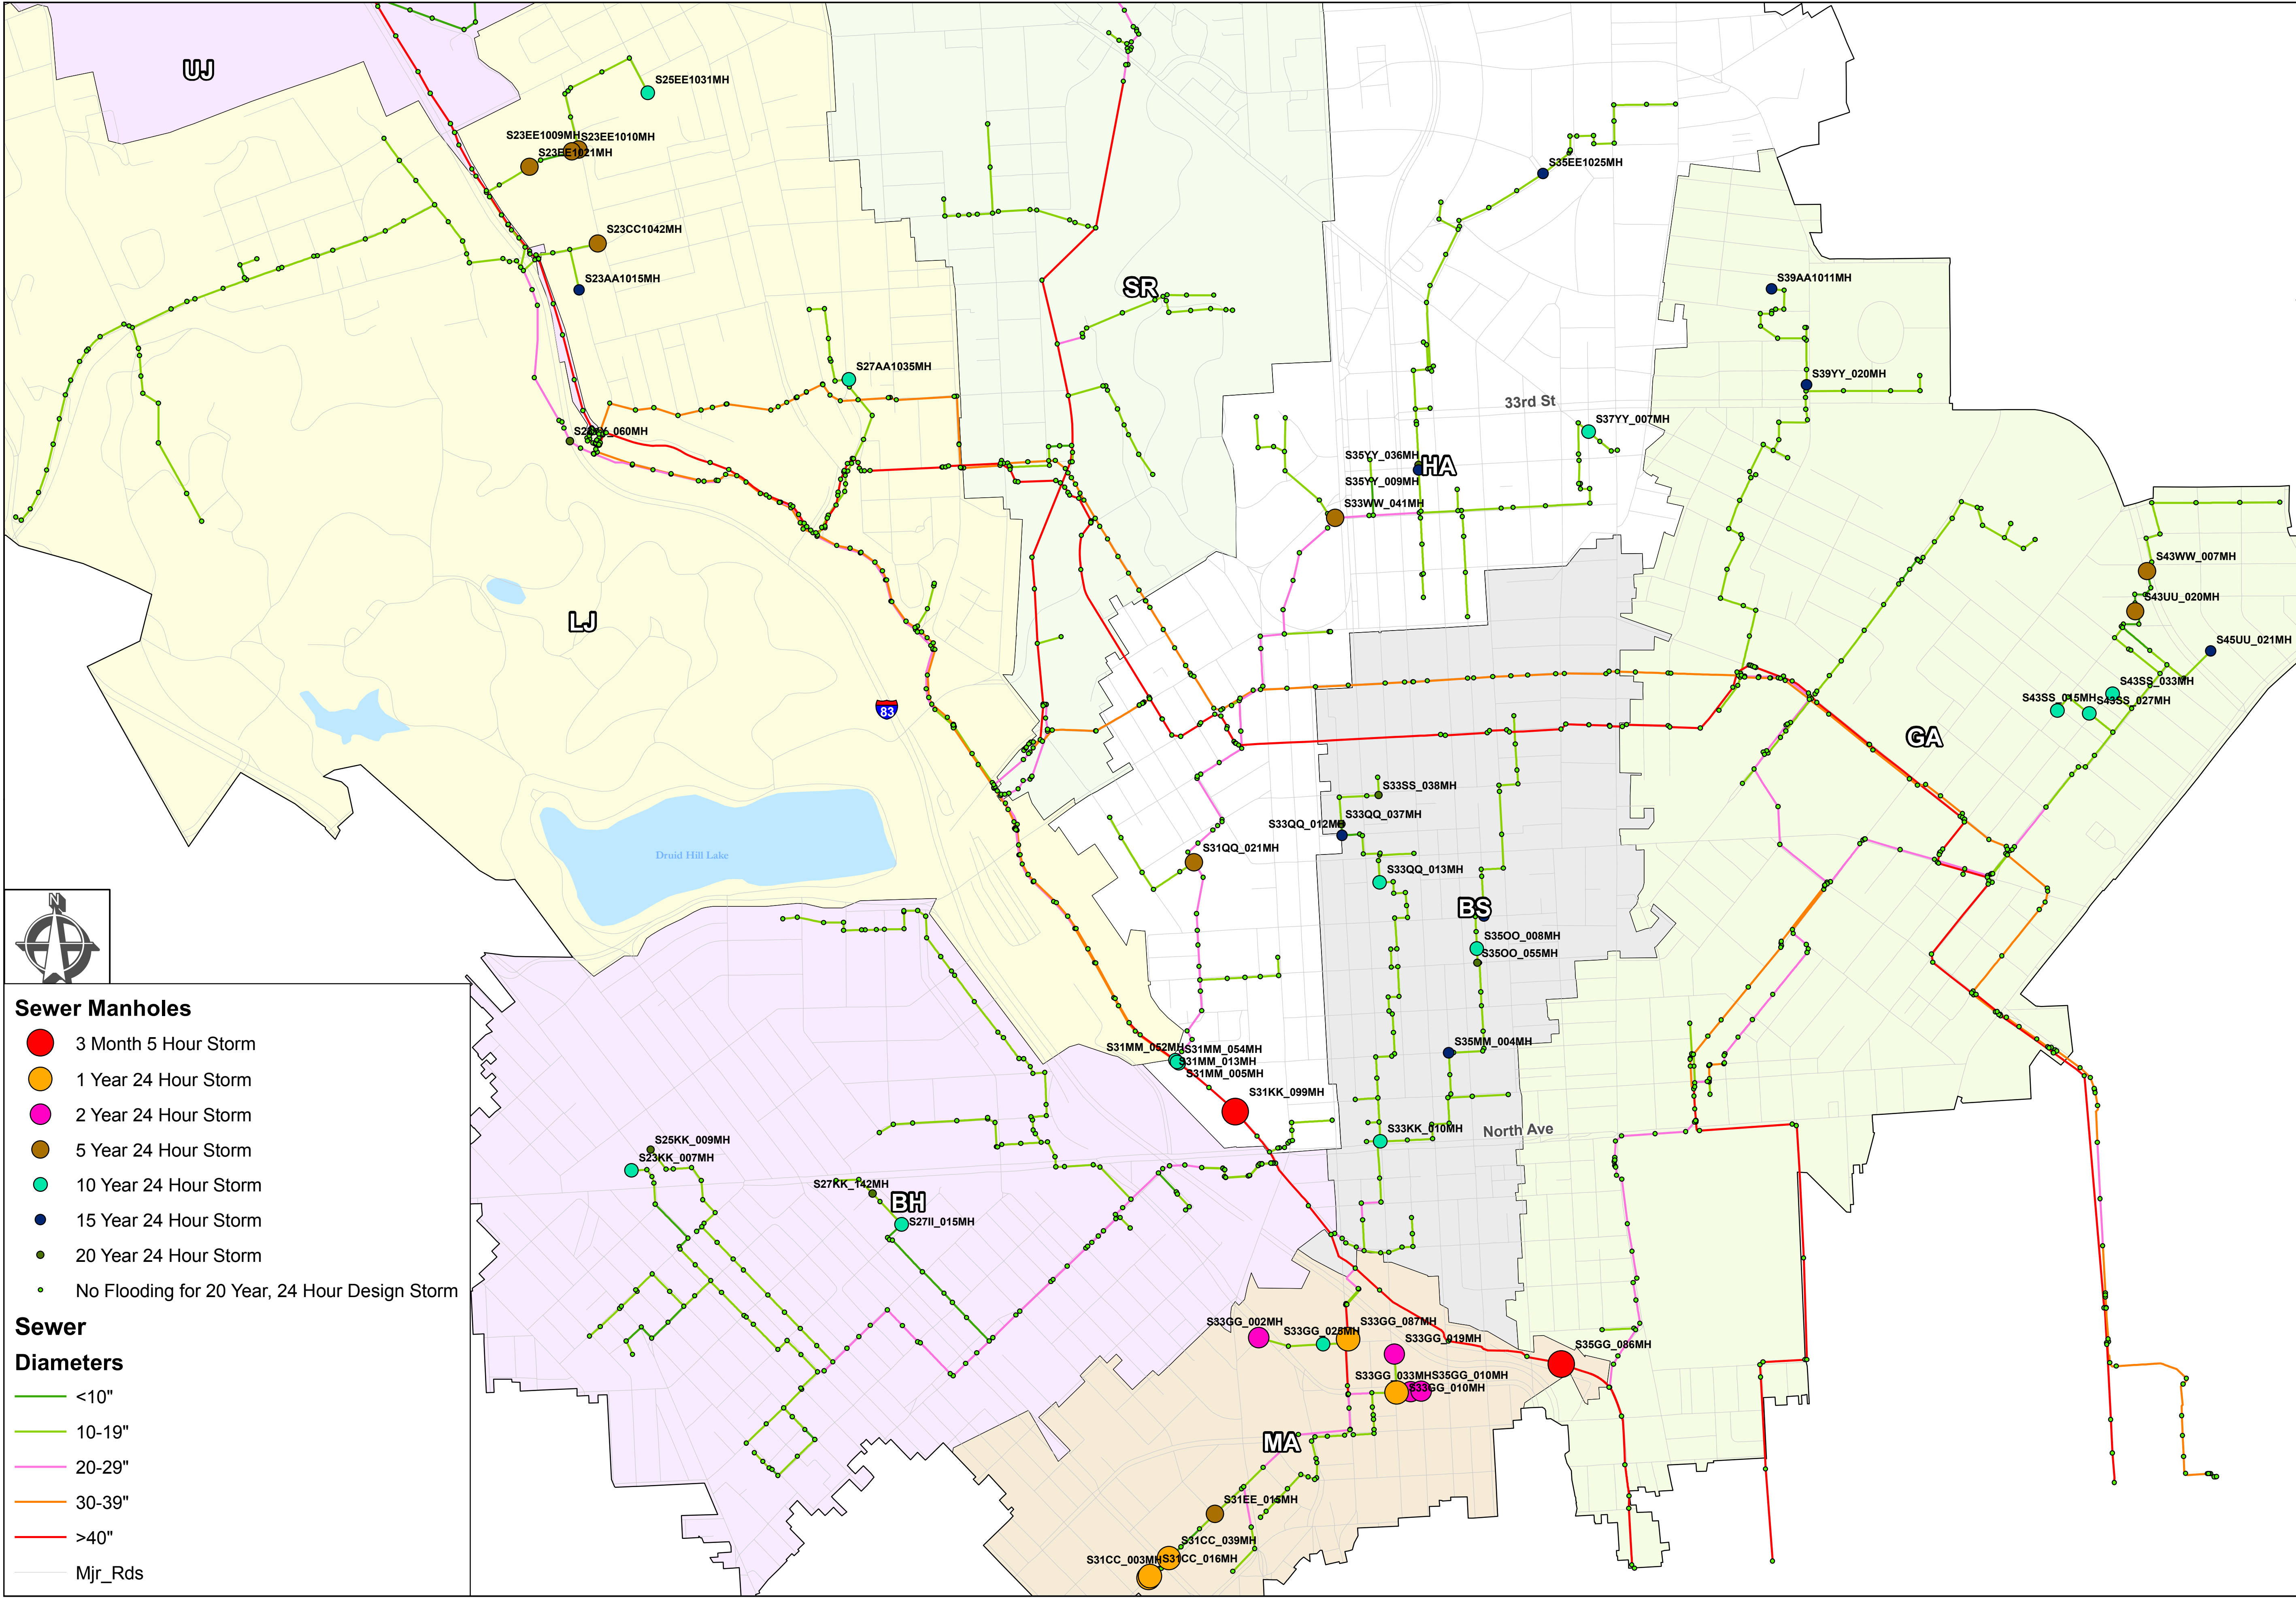 UJ
S25EE1031MH
S23EE1009MH
S23EE1010MH
S23EE1021MH
S35EE1025MH
S23CC1042MH
S23AA1015MH
SR
S39AA1011MH
S27AA1035MH
S39YY_020MH
33rd St
S37YY_007MH
S35YY_036MH
HA
S35YY_009MH
S33WW_041MH
S43WW_007MH
S43UU_020MH
LJ
S45UU_021MH
S43SS_033MH
S43SS_015MH
S43SS_027MH
83
GA
S33SS_038MH
S33QQ_037MH
S33QQ_012MH
S31QQ_021MH
Druid Hill Lake
S33QQ_013MH
BS
N
S35OO_008MH
S35OO_055MH
S35MM_004MH
S31MM_052MH
S31MM_054MH
S31MM_013MH
S31MM_005MH
S31KK_099MH
S33KK_010MH
North Ave
S25KK_009MH
S23KK_007MH
S27KK_142MH
BH
S27II_015MH
S33GG_002MH
S33GG_025MH
S33GG_087MH
S33GG_019MH
S35GG_086MH
S33GG_033MH
S35GG_010MH
S33GG_010MH
MA
S31EE_015MH
S31CC_039MH
S31CC_003MH
S31CC_016MH
Sewer Manholes
3 Month 5 Hour Storm
1 Year 24 Hour Storm
2 Year 24 Hour Storm
5 Year 24 Hour Storm
10 Year 24 Hour Storm
15 Year 24 Hour Storm
20 Year 24 Hour Storm
No Flooding for 20 Year, 24 Hour Design Storm
Sewer
Diameters
<10"
10-19"
20-29"
30-39"
>40"
Mjr_Rds